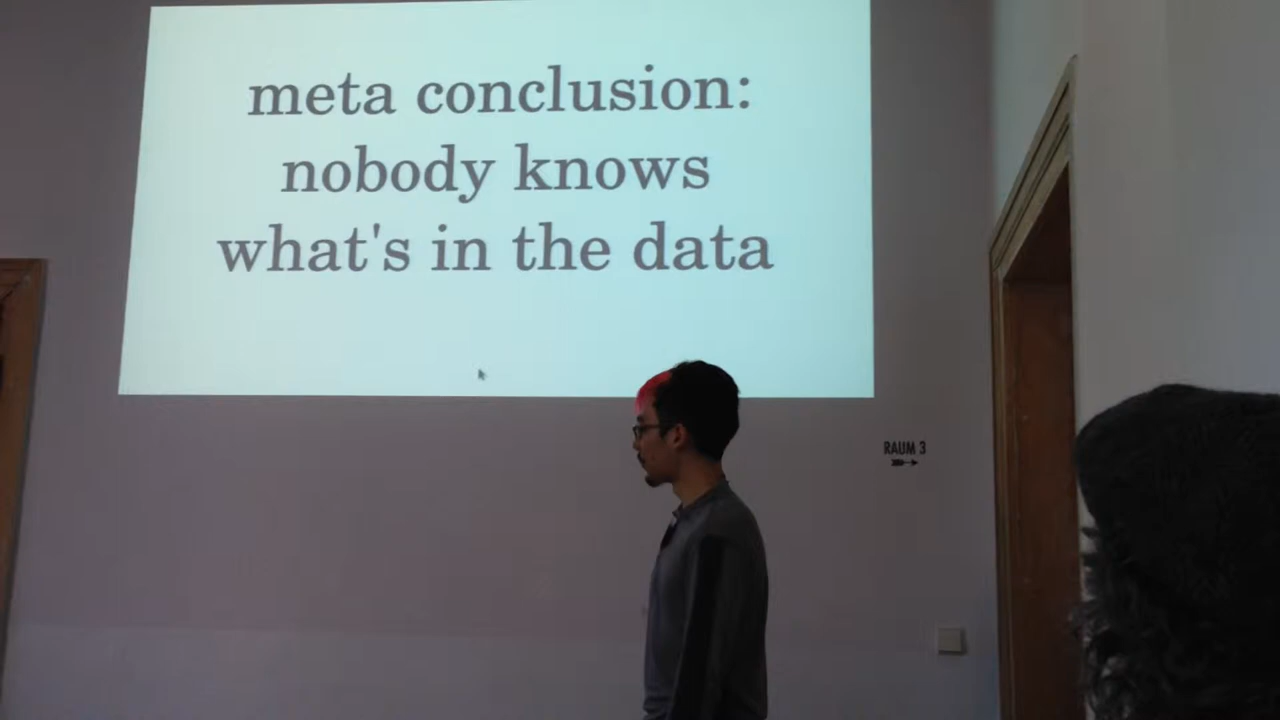 meta conclusion:
nobody knows
what's in the data
RAUM 3